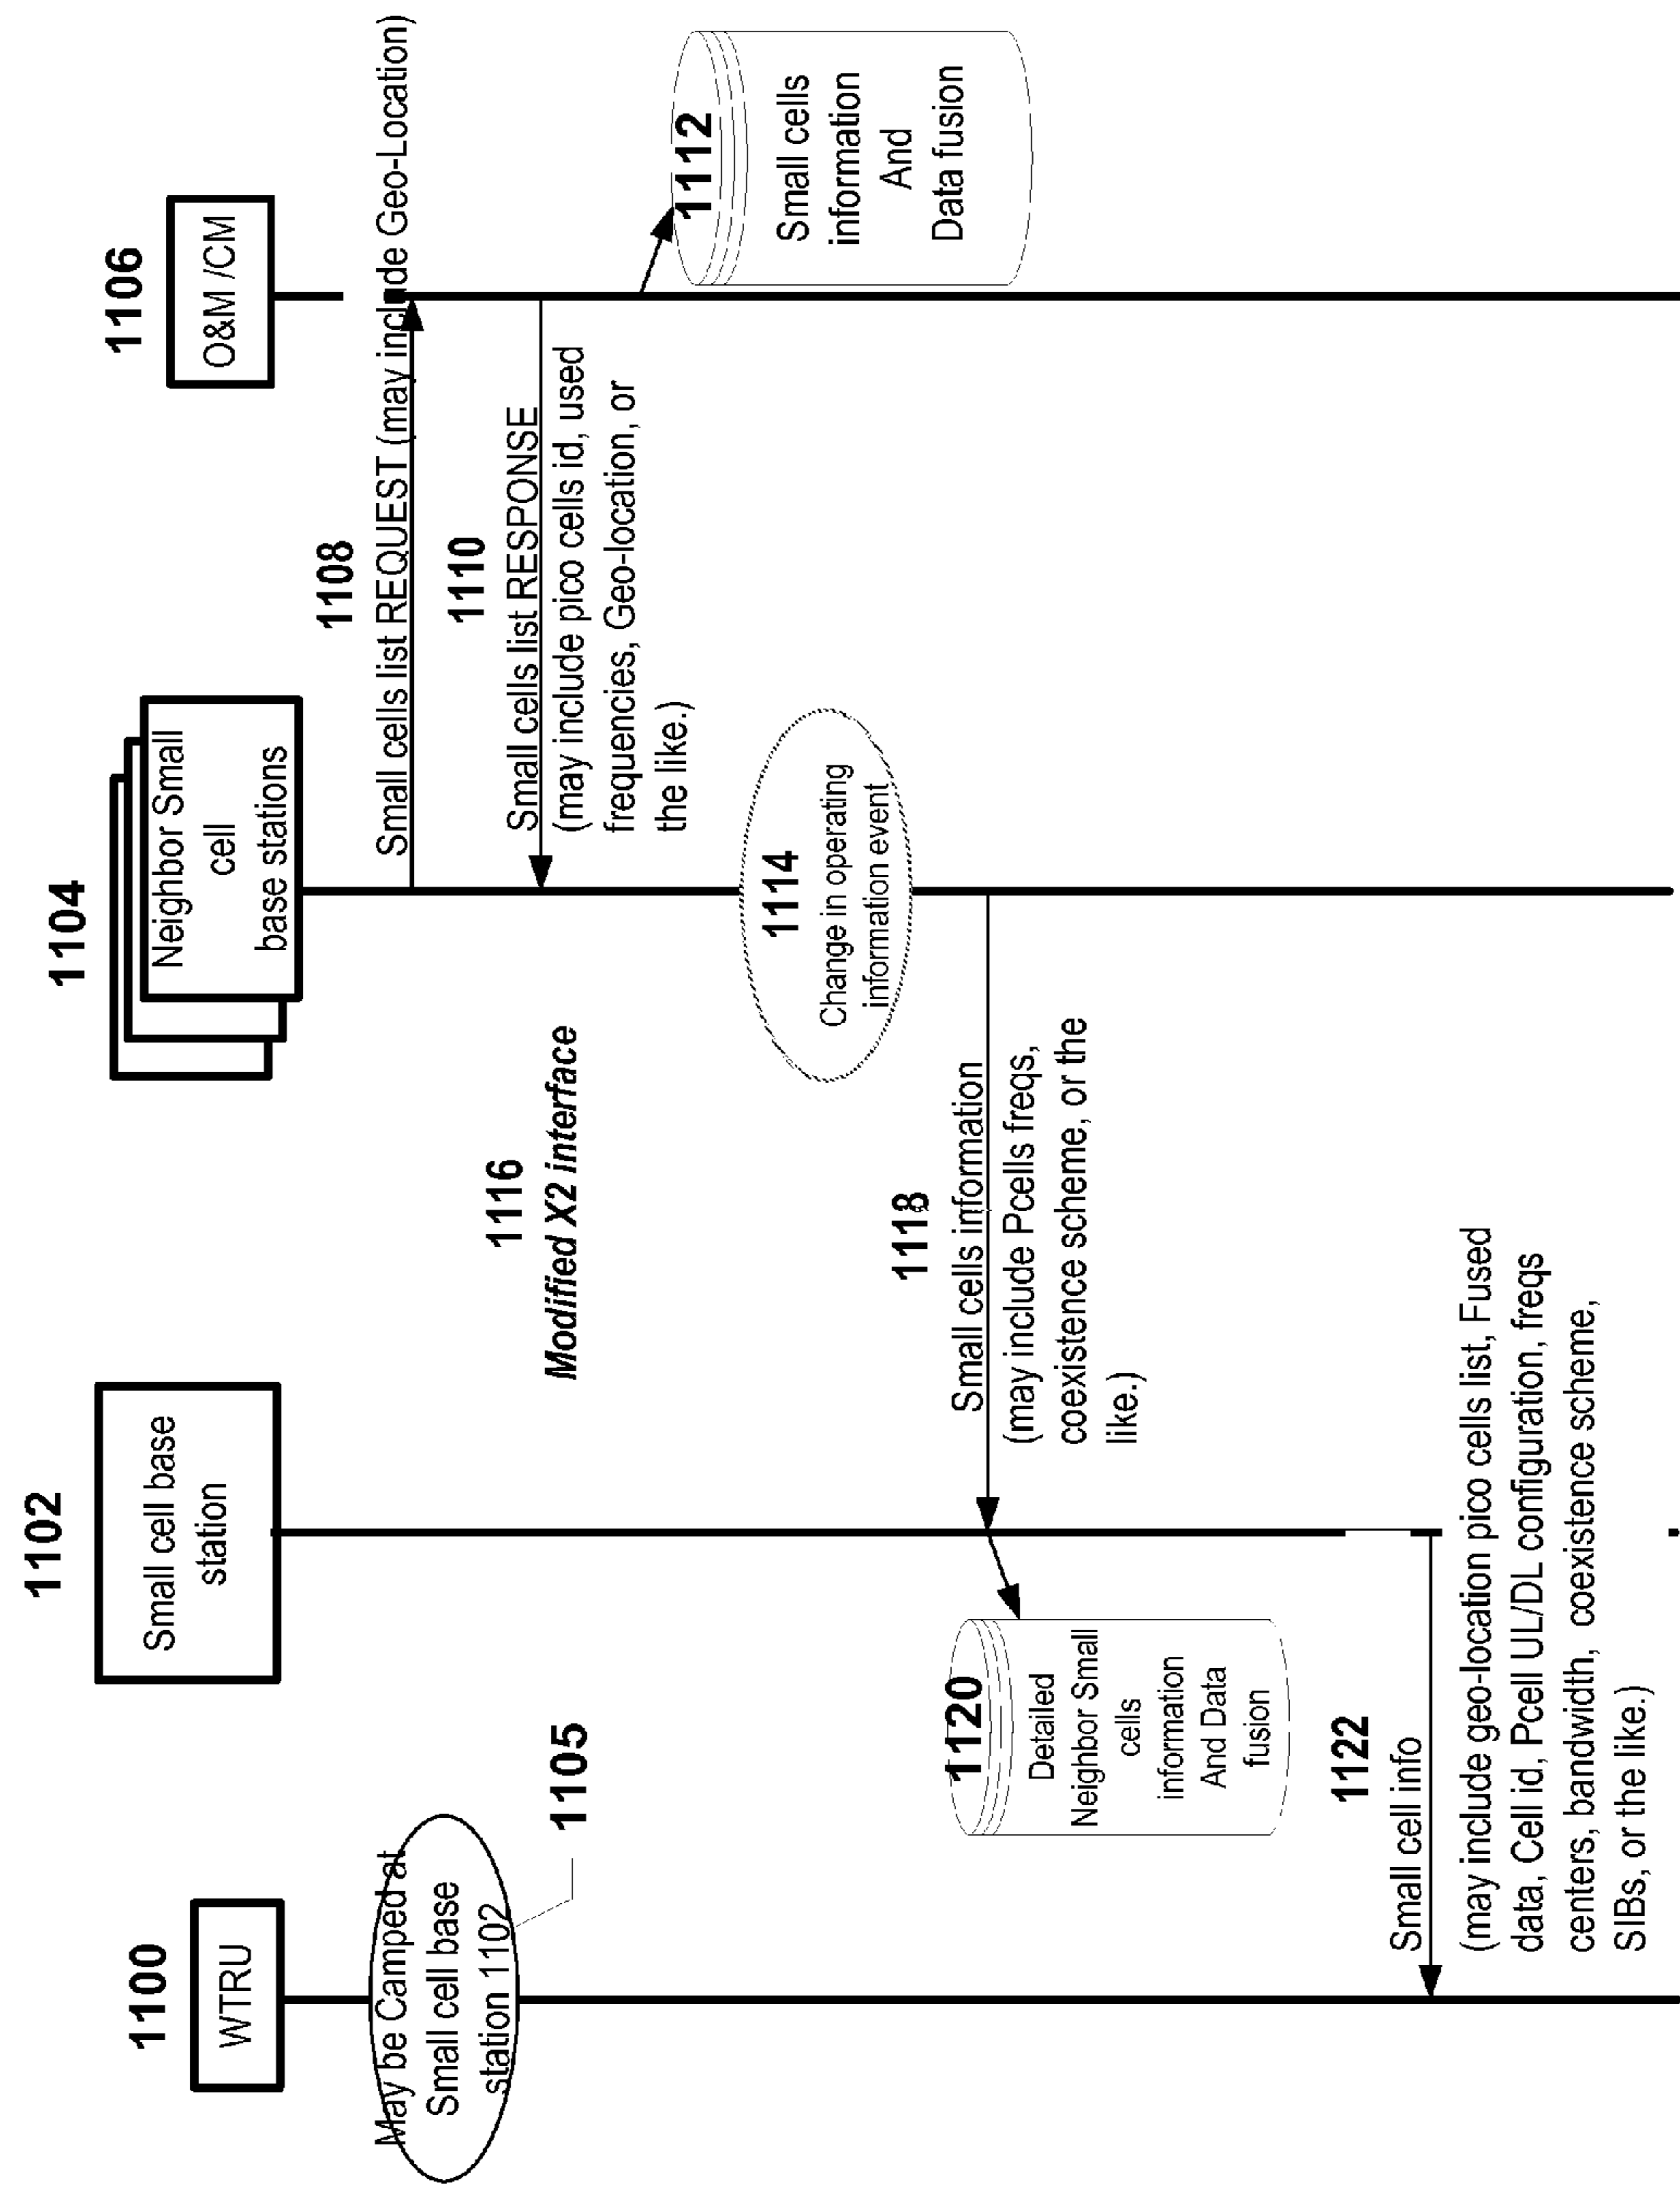 1100
WTRU
May be Camped at
Small cell base
station 1102
1105
1102
Small cell base
station
1104
Neighbor Small
cell
base stations
1106
O&M /CM
1108
Small cells list REQUEST (may include Geo-Location)
1110
Small cells list RESPONSE
(may include pico cells id, used
frequencies, Geo-location, or
the like.)
1112
Small cells
information
And
Data fusion
1116
Modified X2 interface
1114
Change in operating
information event
1118
Small cells information
(may include Pcells freqs,
coexistence scheme, or the
like.)
1120
Detailed
Neighbor Small
cells
information
And Data
fusion
1122
Small cell info
(may include geo-location pico cells list, Fused
data, Cell id, Pcell UL/DL configuration, freqs
centers, bandwidth, coexistence scheme,
SIBs, or the like.)